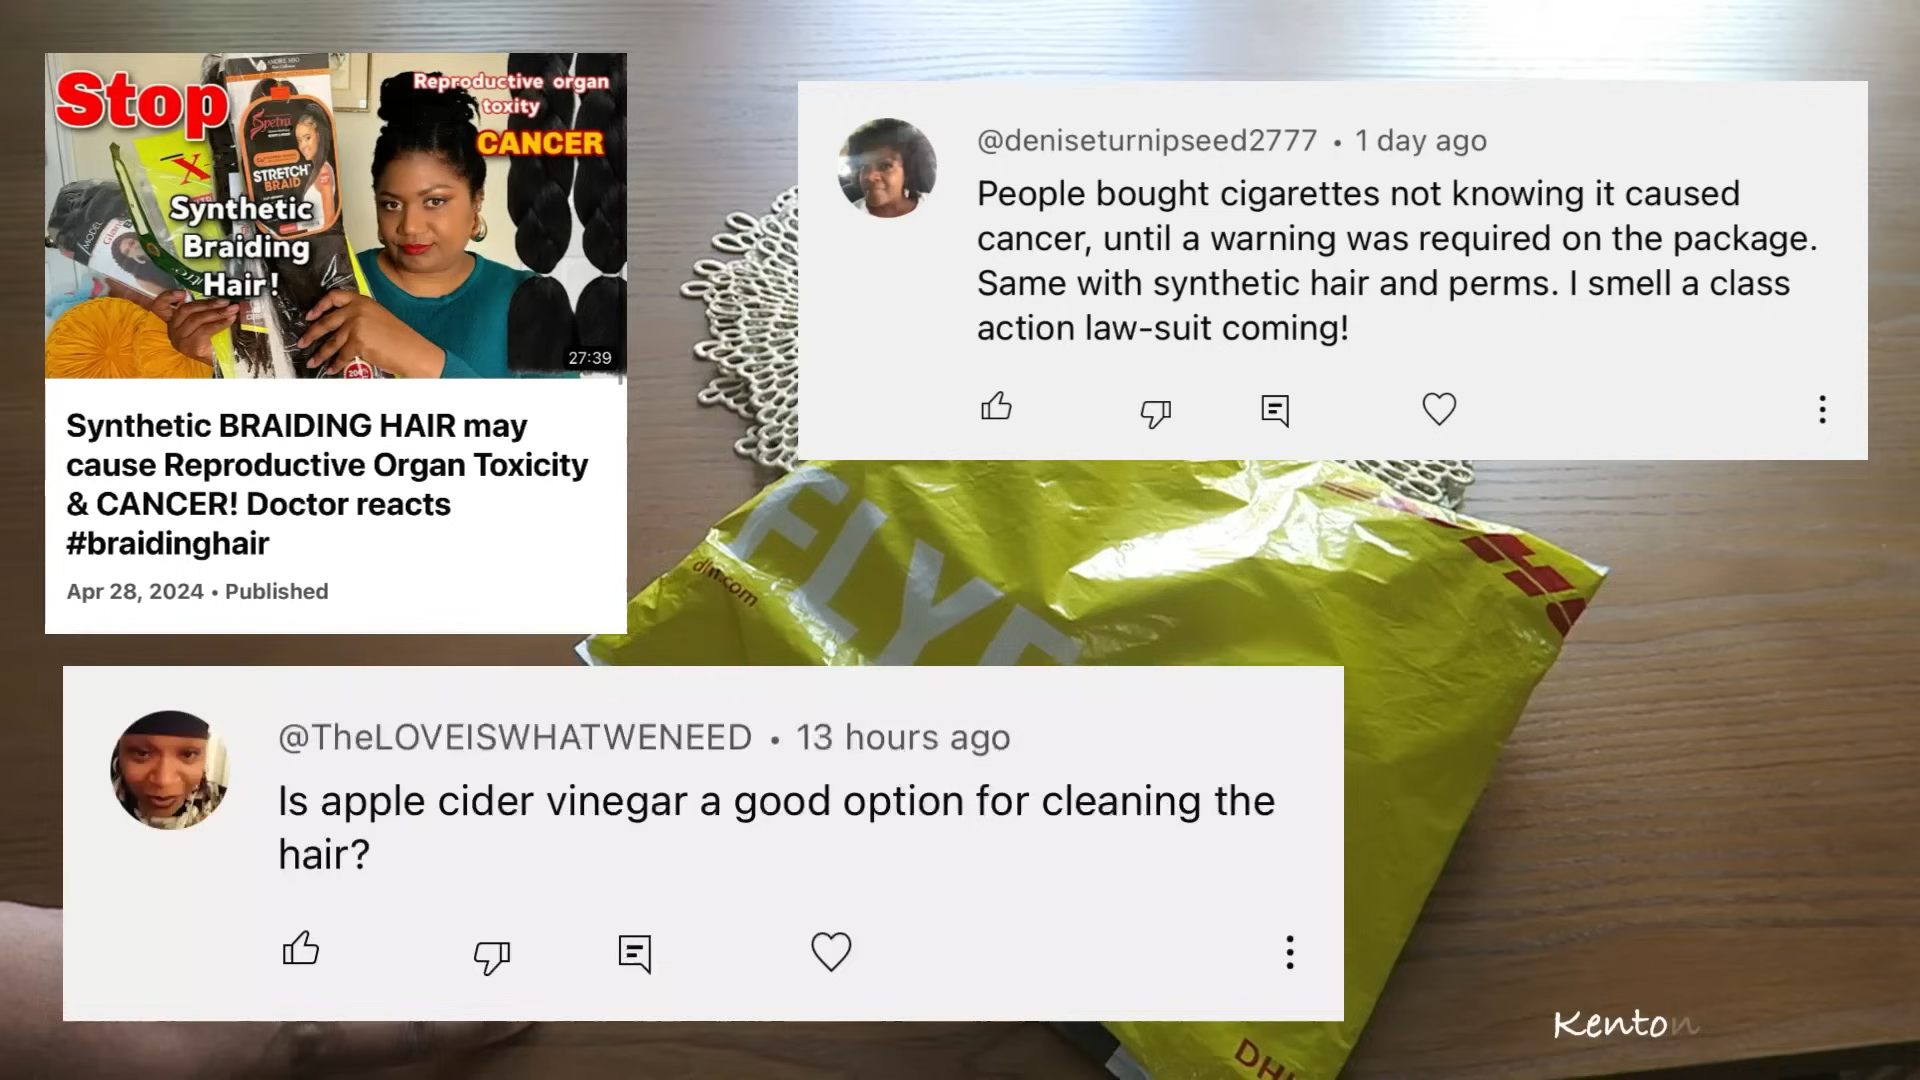 Stop
Reproductive organ
toxity
CANCER
Spetra
STRETCH
BRAID
X
Synthetic
Braiding
Hair!
27:39
Synthetic BRAIDING HAIR may
cause Reproductive Organ Toxicity
& CANCER! Doctor reacts
#braidinghair
Apr 28, 2024 • Published
@deniseturnipseed2777 • 1 day ago
People bought cigarettes not knowing it caused
cancer, until a warning was required on the package.
Same with synthetic hair and perms. I smell a class
action law-suit coming!
dhl.com
@TheLOVEISWHATWENEED • 13 hours ago
Is apple cider vinegar a good option for cleaning the
hair?
Kenton